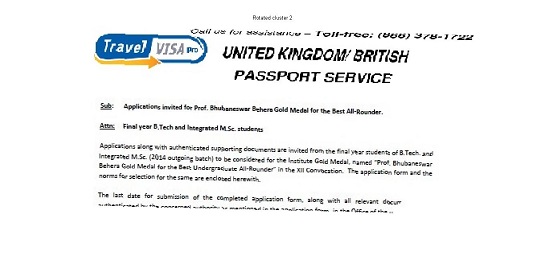 Rotated cluster 2
Call us for assistance – Toll-free: (866) 378-1722
Travel VISA pro
UNITED KINGDOM/ BRITISH
PASSPORT SERVICE
Sub: Applications invited for Prof. Bhubaneswar Behera Gold Medal for the Best All-Rounder.
Attn: Final year B.Tech and Integrated M.Sc. students
Applications along with authenticated supporting documents are invited from the final year students of B.Tech. and
Integrated M.Sc. (2014 outgoing batch) to be considered for the Institute Gold Medal, named "Prof. Bhubaneswar
Behera Gold Medal for the Best Undergraduate All-Rounder" in the XII Convocation. The application form and the
norms for selection for the same are enclosed herewith.
The last date for submission of the completed application form, along with all relevant docum
authenticated by the concerned authority as mentioned in the application form, in the Office of the